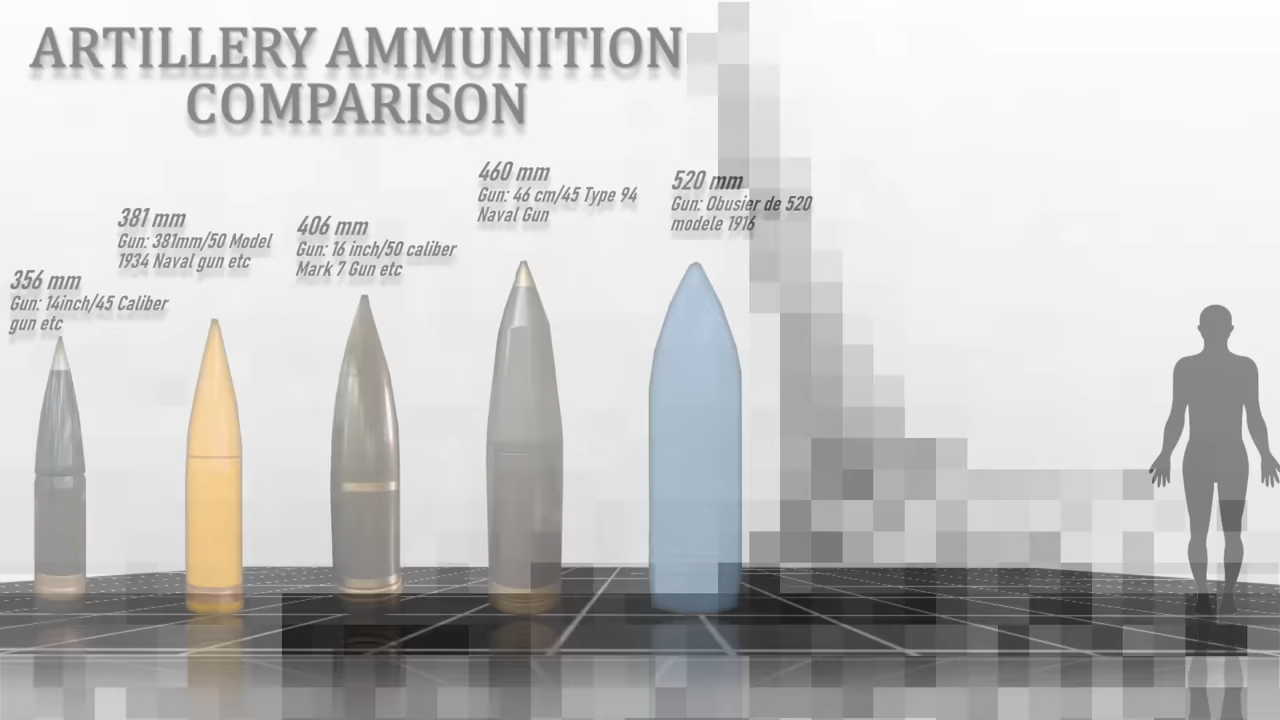 ARTILLERY AMMUNITION
COMPARISON
356 mm
Gun: 14inch/45 Caliber
gun etc
381 mm
Gun: 381mm/50 Model
1934 Naval gun etc
406 mm
Gun: 16 inch/50 caliber
Mark 7 Gun etc
460 mm
Gun: 46 cm/45 Type 94
Naval Gun
520 mm
Gun: Obusier de 520
modele 1916